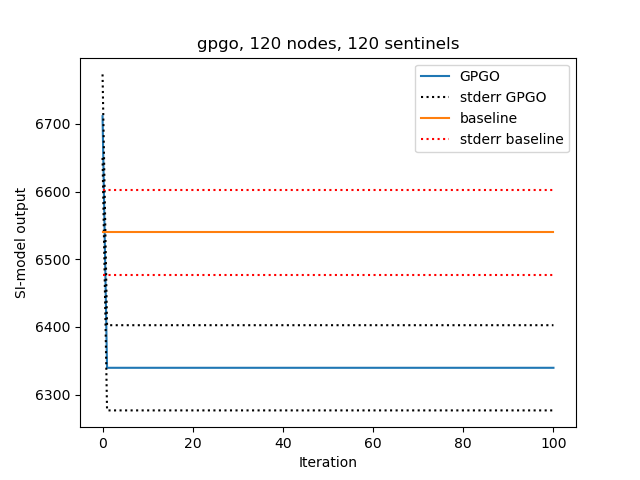 gpgo, 120 nodes, 120 sentinels
GPGO
stderr GPGO
baseline
stderr baseline
SI-model output
6700
6600
6500
6400
6300
0 20 40 60 80 100
Iteration